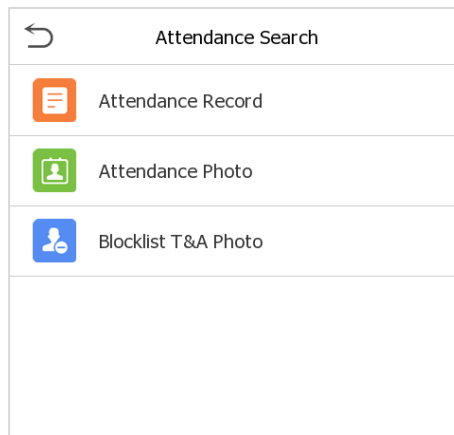 Attendance Search
Attendance Record
Attendance Photo
Blocklist T&A Photo